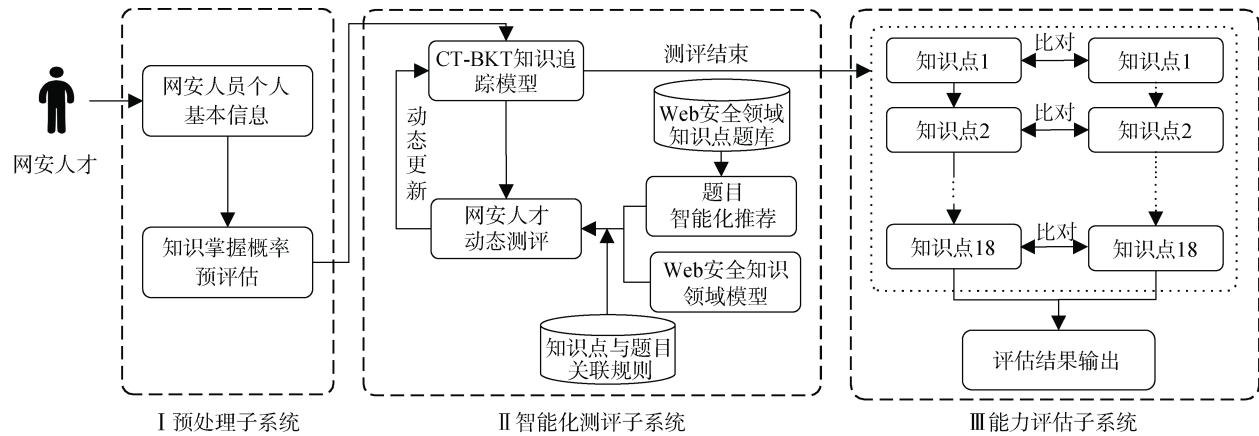 网安人才
网安人员个人
基本信息
知识掌握概率
预评估
Ⅰ预处理子系统
CT-BKT知识追
踪模型
动态更新
网安人才
动态测评
测评结束
Web安全领域
知识点题库
题目
智能化推荐
Web安全知识
领域模型
知识点与题目
关联规则
Ⅱ智能化测评子系统
知识点1
比对
知识点1
知识点2
比对
知识点2
知识点18
比对
知识点18
评估结果输出
Ⅲ能力评估子系统